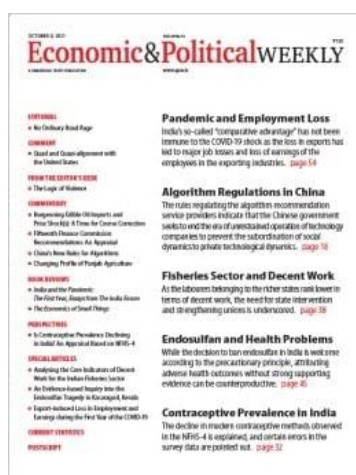 OCTOBER 9, 2021
Economic&PoliticalWEEKLY
EDITORIAL
No Ordinary Road Rage
COMMENT
Quad and Quasi-alignment with
the United States
FROM THE EDITOR'S DESK
The Logic of Violence
COMMENTARY
Burgeoning Edible Oil Imports and
Price Shock(s): A Time for Course Correction
Fifteenth Finance Commission
Recommendations: An Appraisal
China's New Rules for Algorithms
Changing Profile of Punjab Agriculture
BOOK REVIEWS
India and the Pandemic:
The First Year, Essays from The India Forum
The Economics of Small Things
PERSPECTIVES
Is Contraceptive Prevalence Declining
in India? An Appraisal Based on NFHS-4
SPECIAL ARTICLES
Analysing the Core Indicators of Decent
Work for the Indian Fisheries Sector
An Evidence-based Inquiry into the
Endosulfan Tragedy in Kasaragod, Kerala
Export-induced Loss in Employment and
Earnings during the First Year of the COVID-19
CURRENT STATISTICS
POSTSCRIPT
Pandemic and Employment Loss
India's so-called "comparative advantage" has not been
immune to the COVID-19 shock as the loss in exports has
led to major job losses and loss of earnings of the
employees in the exporting industries. page 54
Algorithm Regulations in China
The rules regulating the algorithm recommendation
service providers indicate that the Chinese government
seeks to end the era of unrestrained operation of technology
companies to prevent the subordination of social
dynamics to private technological dynamics. page 18
Fisheries Sector and Decent Work
As the labourers belonging to the richer states rank lower in
terms of decent work, the need for state intervention
and strengthening unions is underscored. page 38
Endosulfan and Health Problems
While the decision to ban endosulfan in India is welcome
according to the precautionary principle, attributing
adverse health outcomes without strong supporting
evidence can be counterproductive. page 45
Contraceptive Prevalence in India
The decline in modern contraceptive methods observed
in the NFHS-4 is explained, and certain errors in the
survey data are pointed out. page 32